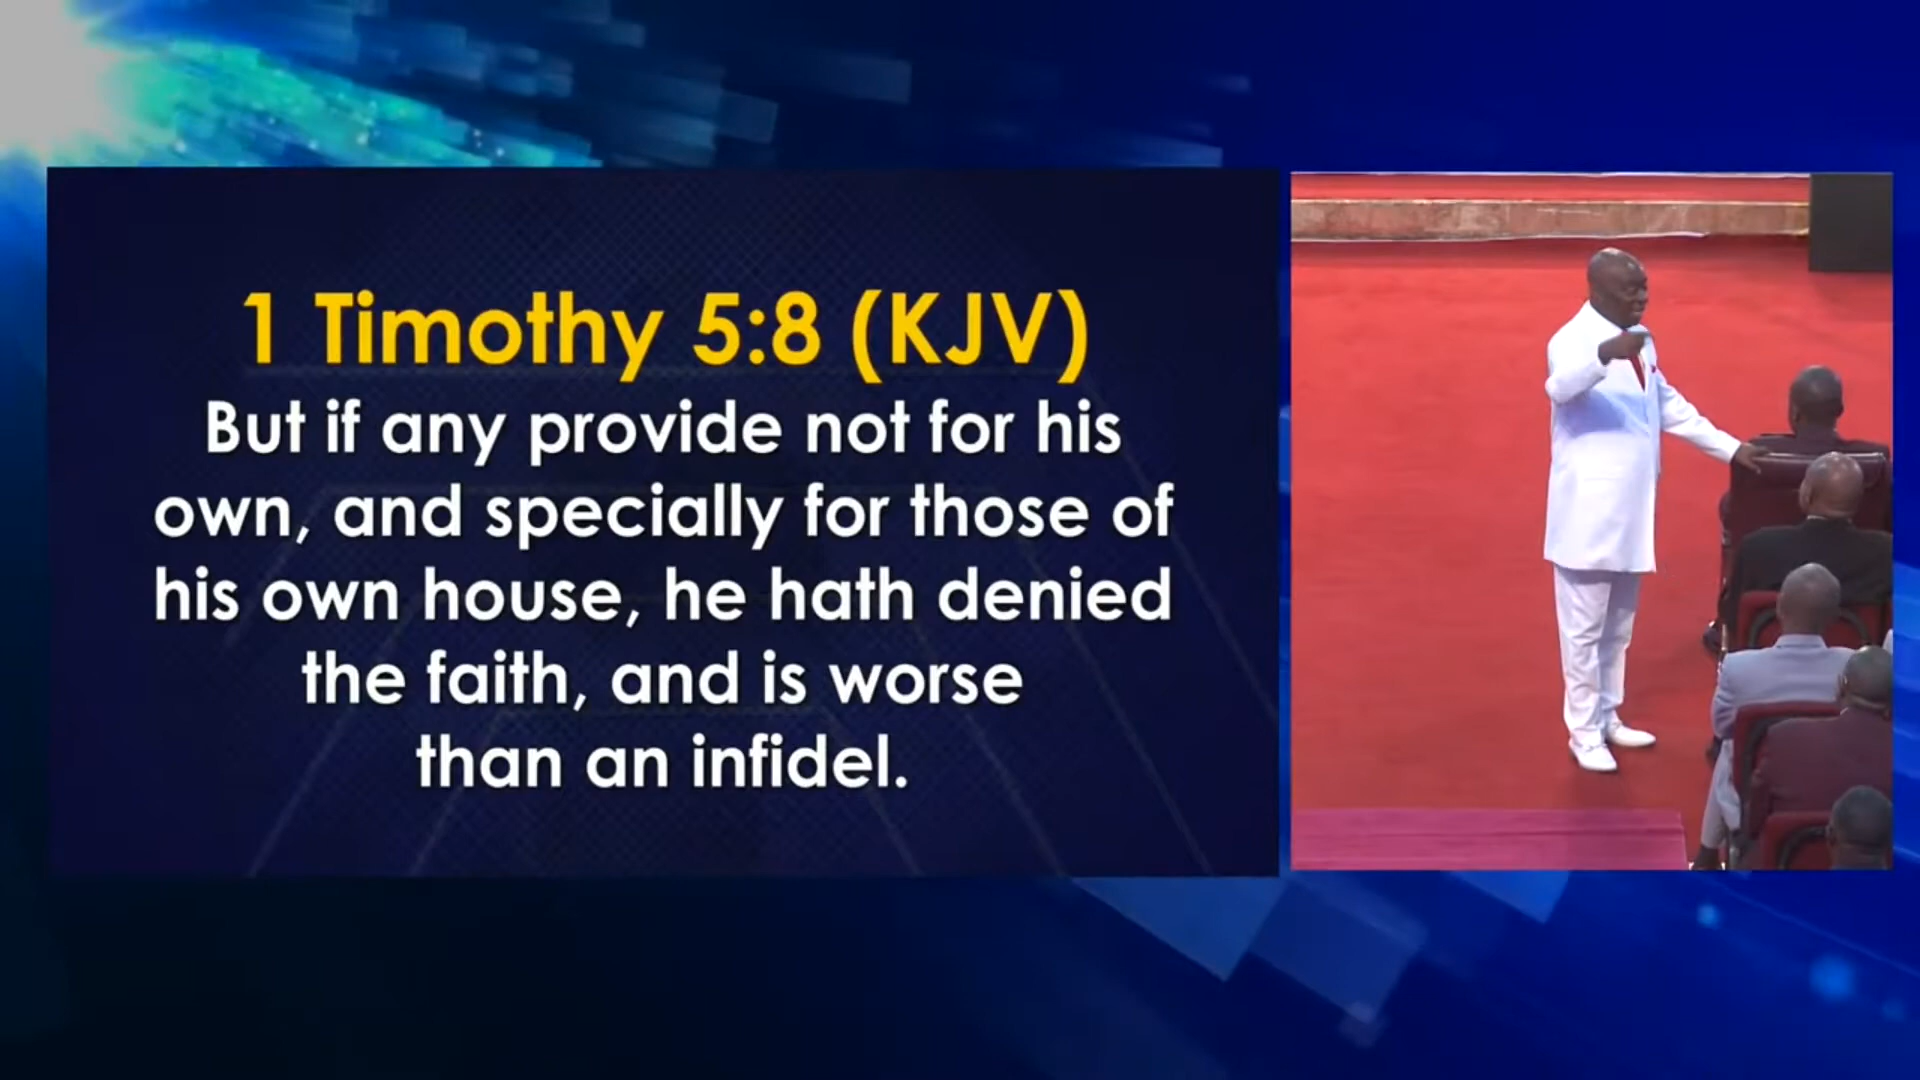 1 Timothy 5:8 (KJV)
But if any provide not for his
own, and specially for those of
his own house, he hath denied
the faith, and is worse
than an infidel.